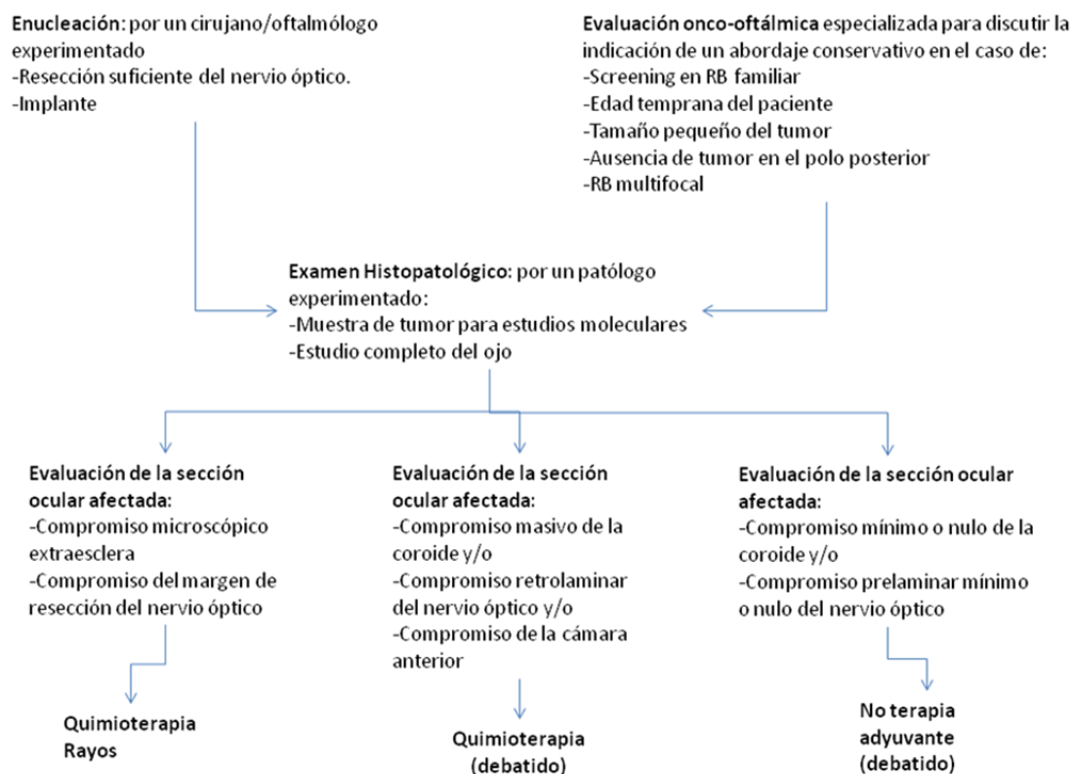 Enucleación: por un cirujano/oftalmólogo
experimentado
-Resección suficiente del nervio óptico.
-Implante
Evaluación onco-oftálmica especializada para discutir la
indicación de un abordaje conservativo en el caso de:
-Screening en RB familiar
-Edad temprana del paciente
-Tamaño pequeño del tumor
-Ausencia de tumor en el polo posterior
-RB multifocal
Examen Histopatológico: por un patólogo
experimentado:
-Muestra de tumor para estudios moleculares
-Estudio completo del ojo
Evaluación de la sección
ocular afectada:
-Compromiso microscópico
extraesclera
-Compromiso del margen de
resección del nervio óptico
Quimioterapia
Rayos
Evaluación de la sección
ocular afectada:
-Compromiso masivo de la
coroide y/o
-Compromiso retrolaminar
del nervio óptico y/o
-Compromiso de la cámara
anterior
Quimioterapia
(debatido)
Evaluación de la sección ocular
afectada:
-Compromiso mínimo o nulo de la
coroide y/o
-Compromiso prelaminar mínimo
o nulo del nervio óptico
No terapia
adyuvante
(debatido)